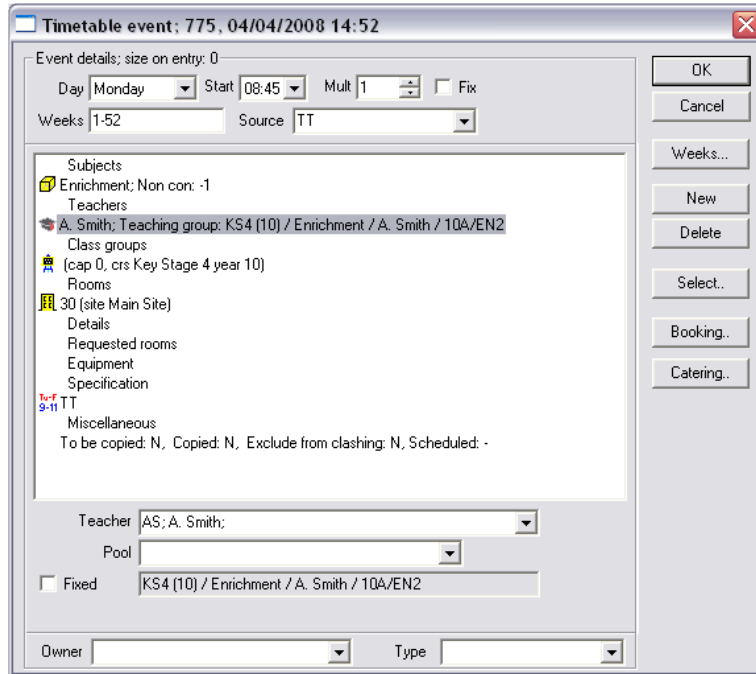 Timetable event; 775, 04/04/2008 14:52
Event details; size on entry: 0
Day Monday Start 08:45 Mult 1 Fix
Weeks 1-52 Source TT
OK
Cancel
Weeks...
New
Delete
Select..
Booking..
Catering..
Subjects
Enrichment; Non con: -1
Teachers
A. Smith; Teaching group: KS4 (10) / Enrichment / A. Smith / 10A/EN2
Class groups
(cap 0, crs Key Stage 4 year 10)
Rooms
30 (site Main Site)
Details
Requested rooms
Equipment
Specification
Tu-F
9-11 TT
Miscellaneous
To be copied: N, Copied: N, Exclude from clashing: N, Scheduled: -
Teacher AS; A. Smith;
Pool
Fixed KS4 (10) / Enrichment / A. Smith / 10A/EN2
Owner Type